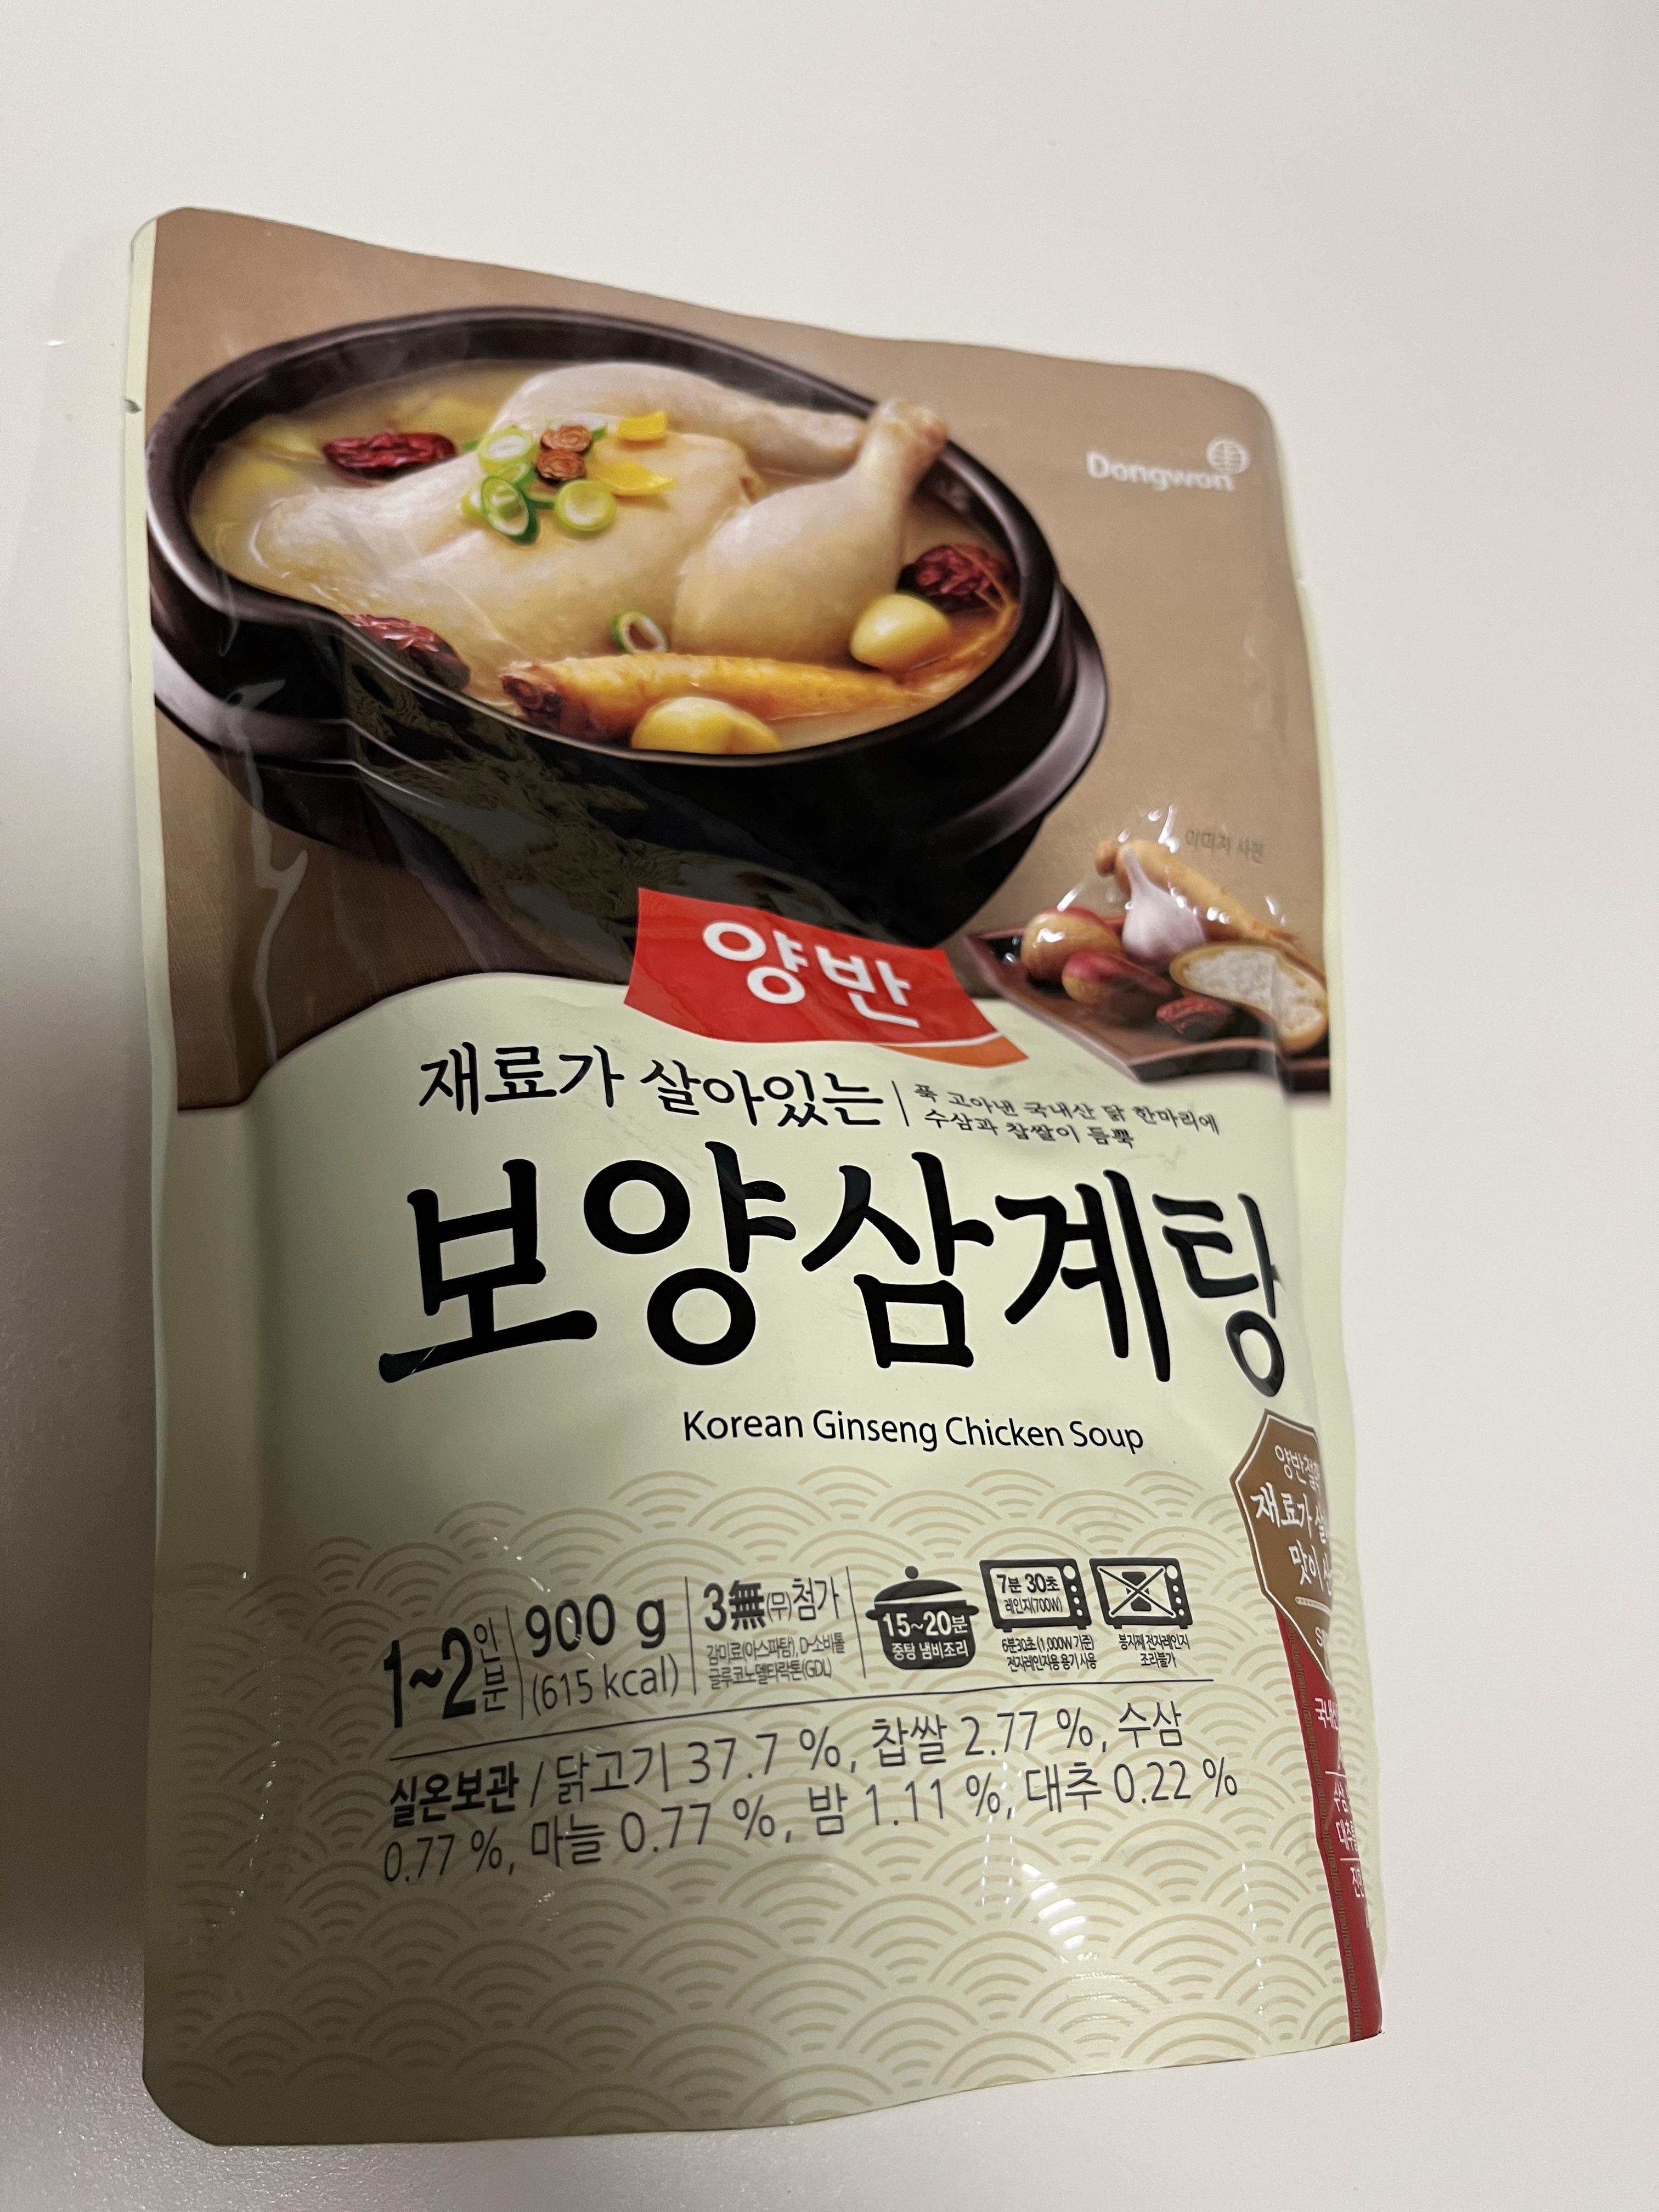 Dongwon
이미지 사진
양반
재료가 살아있는
푹 고아낸 국내산 닭 한마리에
수삼과 찹쌀이 듬뿍
보양삼계탕
Korean Ginseng Chicken Soup
양반
재료가
맛이
1~2인분
900 g
(615 kcal)
3無(무)첨가
감미료(아스파탐), D-소비톨
글루코노델타락톤(GDL)
15~20분
중탕 냄비조리
7분 30초
레인지(700W)
6분30초(1,000W 기준)
전자레인지용 용기 사용
봉지째 전자레인지
조리불가
실온보관 / 닭고기 37.7 %, 찹쌀 2.77 %, 수삼
0.77 %, 마늘 0.77 %, 밤 1.11 %, 대추 0.22 %